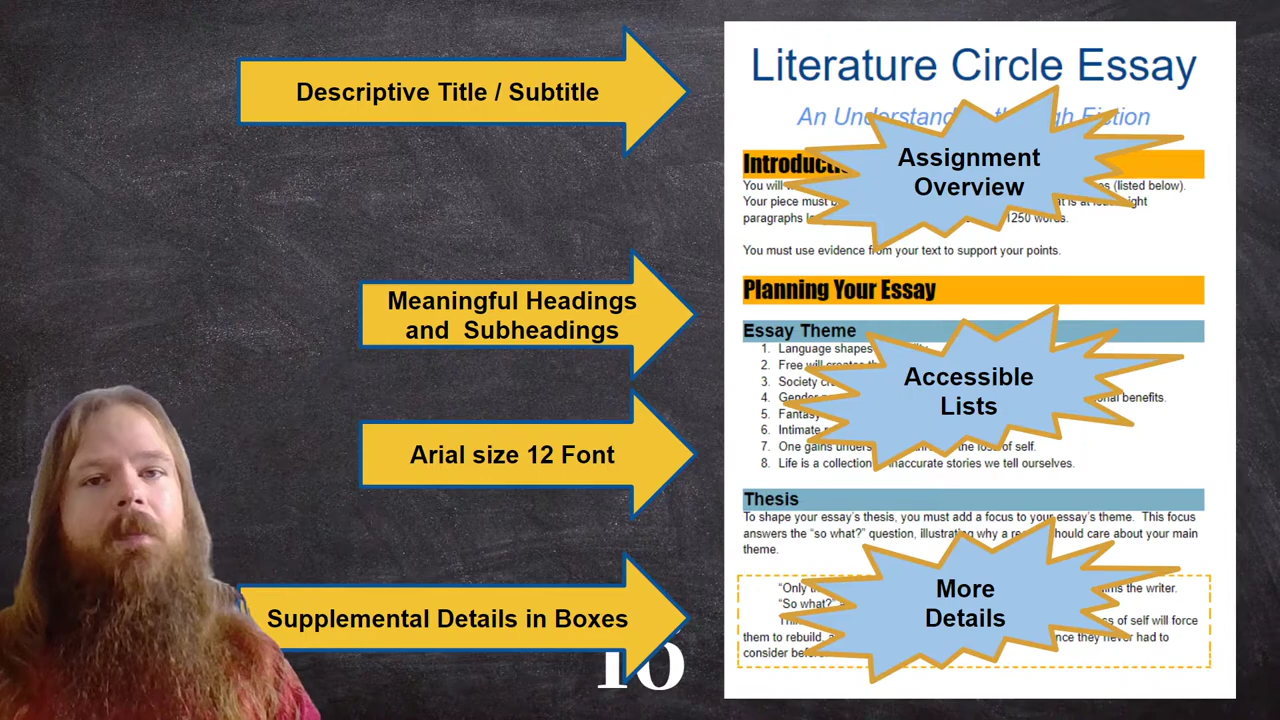 Descriptive Title / Subtitle
Meaningful Headings
and Subheadings
Arial size 12 Font
Supplemental Details in Boxes
10
Literature Circle Essay
An
Assignment
Overview
You will (listed below).
Your piece must
paragraphs 1250 words.
You must use evidence from your text to support your points.
Planning Your Essay
Essay Theme
1. Language shapes
2. Free will
3. Society
4. benefits.
5. Fantasy
6. Intimate
7. One gains of self.
8. Life is a collection inaccurate stories we tell ourselves.
Accessible
Lists
Thesis
To shape your essay's thesis, you must add a focus to your essay's theme. This focus
answers the “so what?” question, illustrating why a should care about your main
theme.
“Only the writer.
“So what?”
of self will force
them to rebuild, they never had to
consider
More
Details